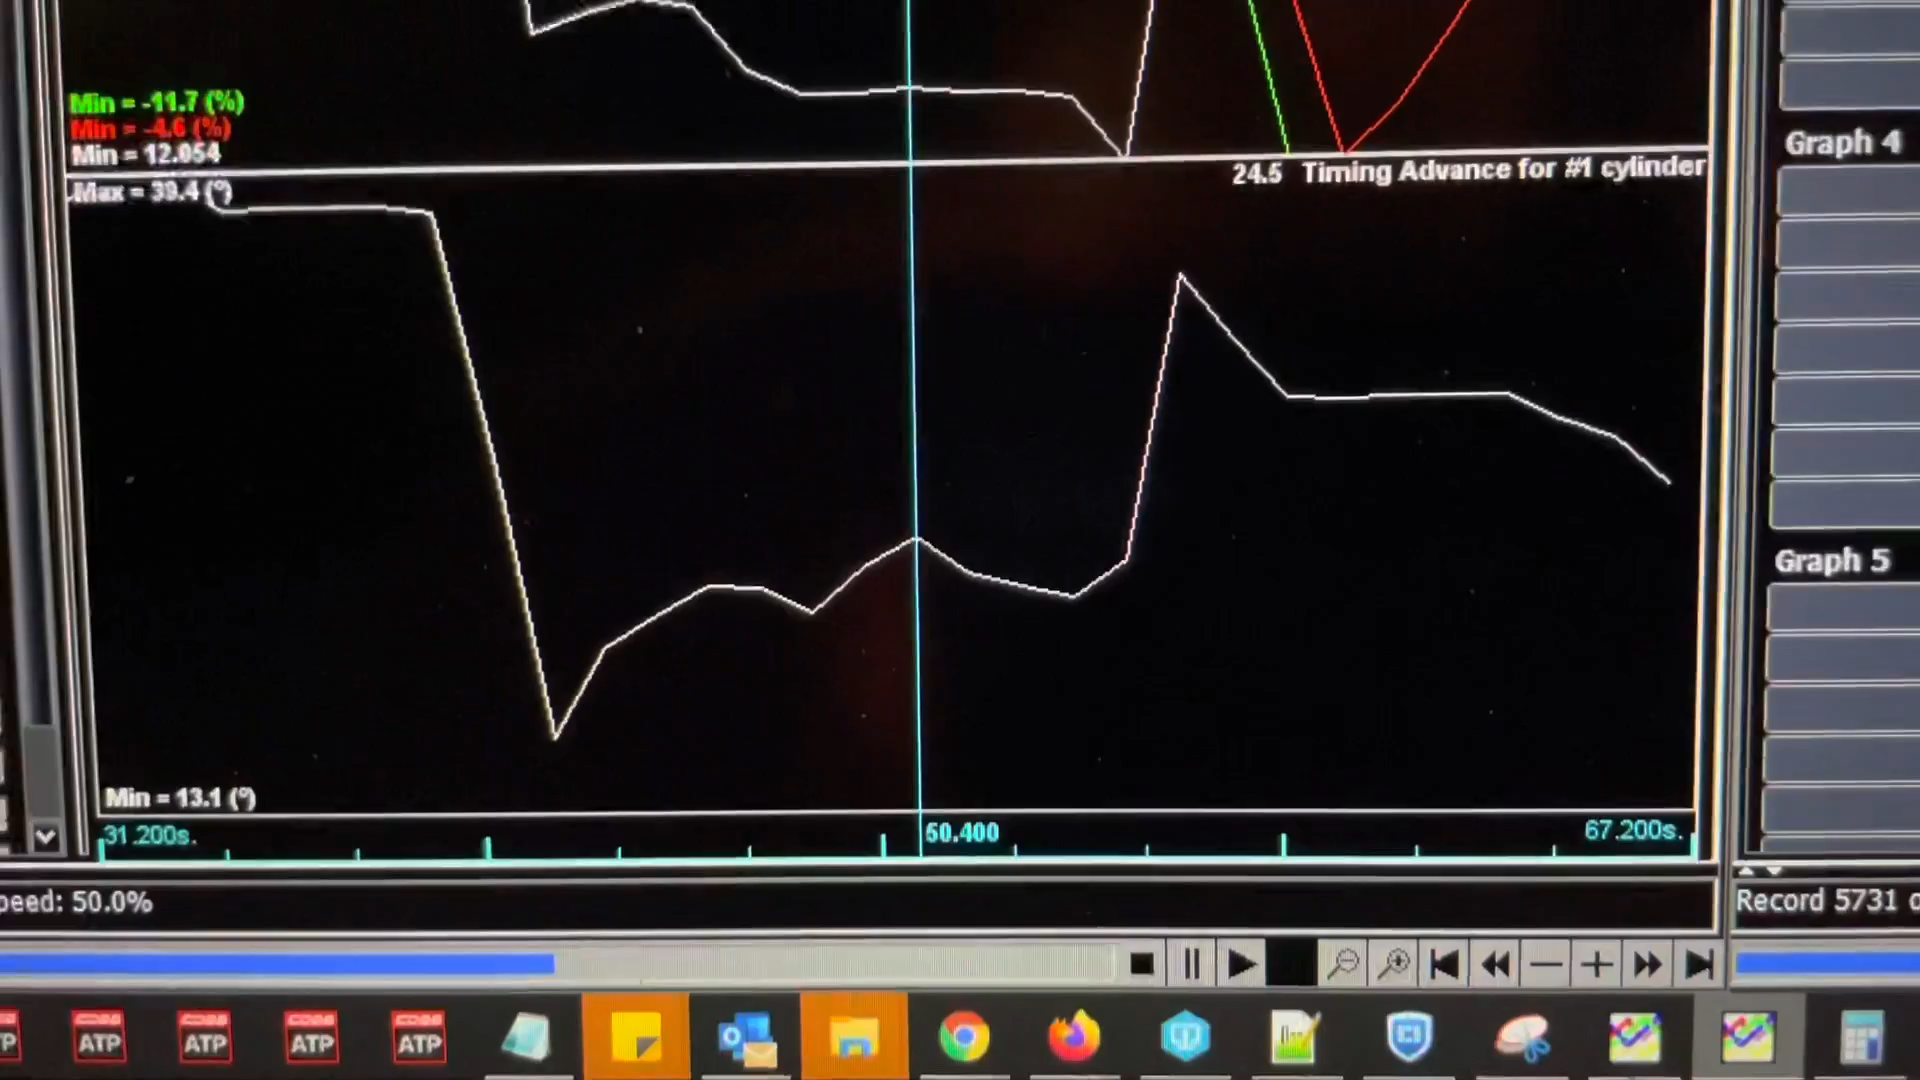 Min = -11.7 (%)
Min = -4.6 (%)
Min = 12.054
Max = 39.4 (º)
24.5 Timing Advance for #1 cylinder
Min = 13.1 (º)
31.200s.
50.400
67.200s.
peed: 50.0%
Graph 4
Graph 5
Record 5731 o
ATP
ATP
ATP
ATP